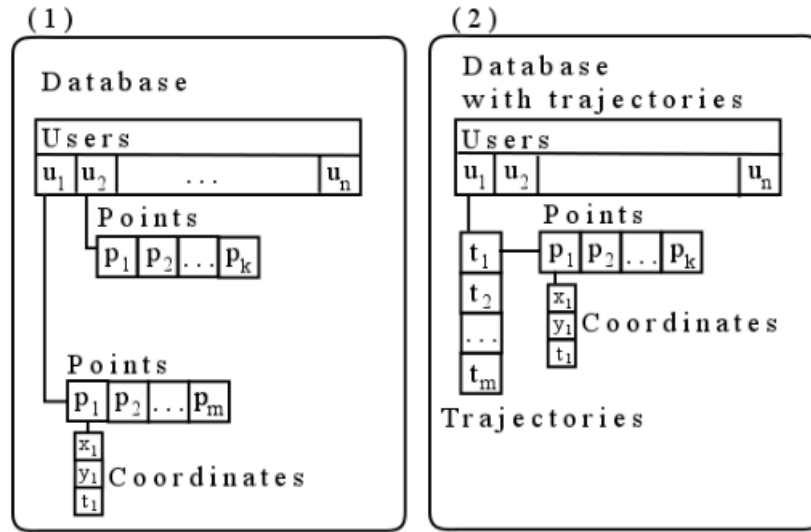 (1)
Database
Users
u1 u2 ... un
Points
p1 p2 ... pk
Points
p1 p2 ... pm
x1
y1 Coordinates
t1
(2)
Database
with trajectories
Users
u1 u2 un
Points
t1 p1 p2 ... pk
t2 x1
y1 Coordinates
... t1
tm
Trajectories